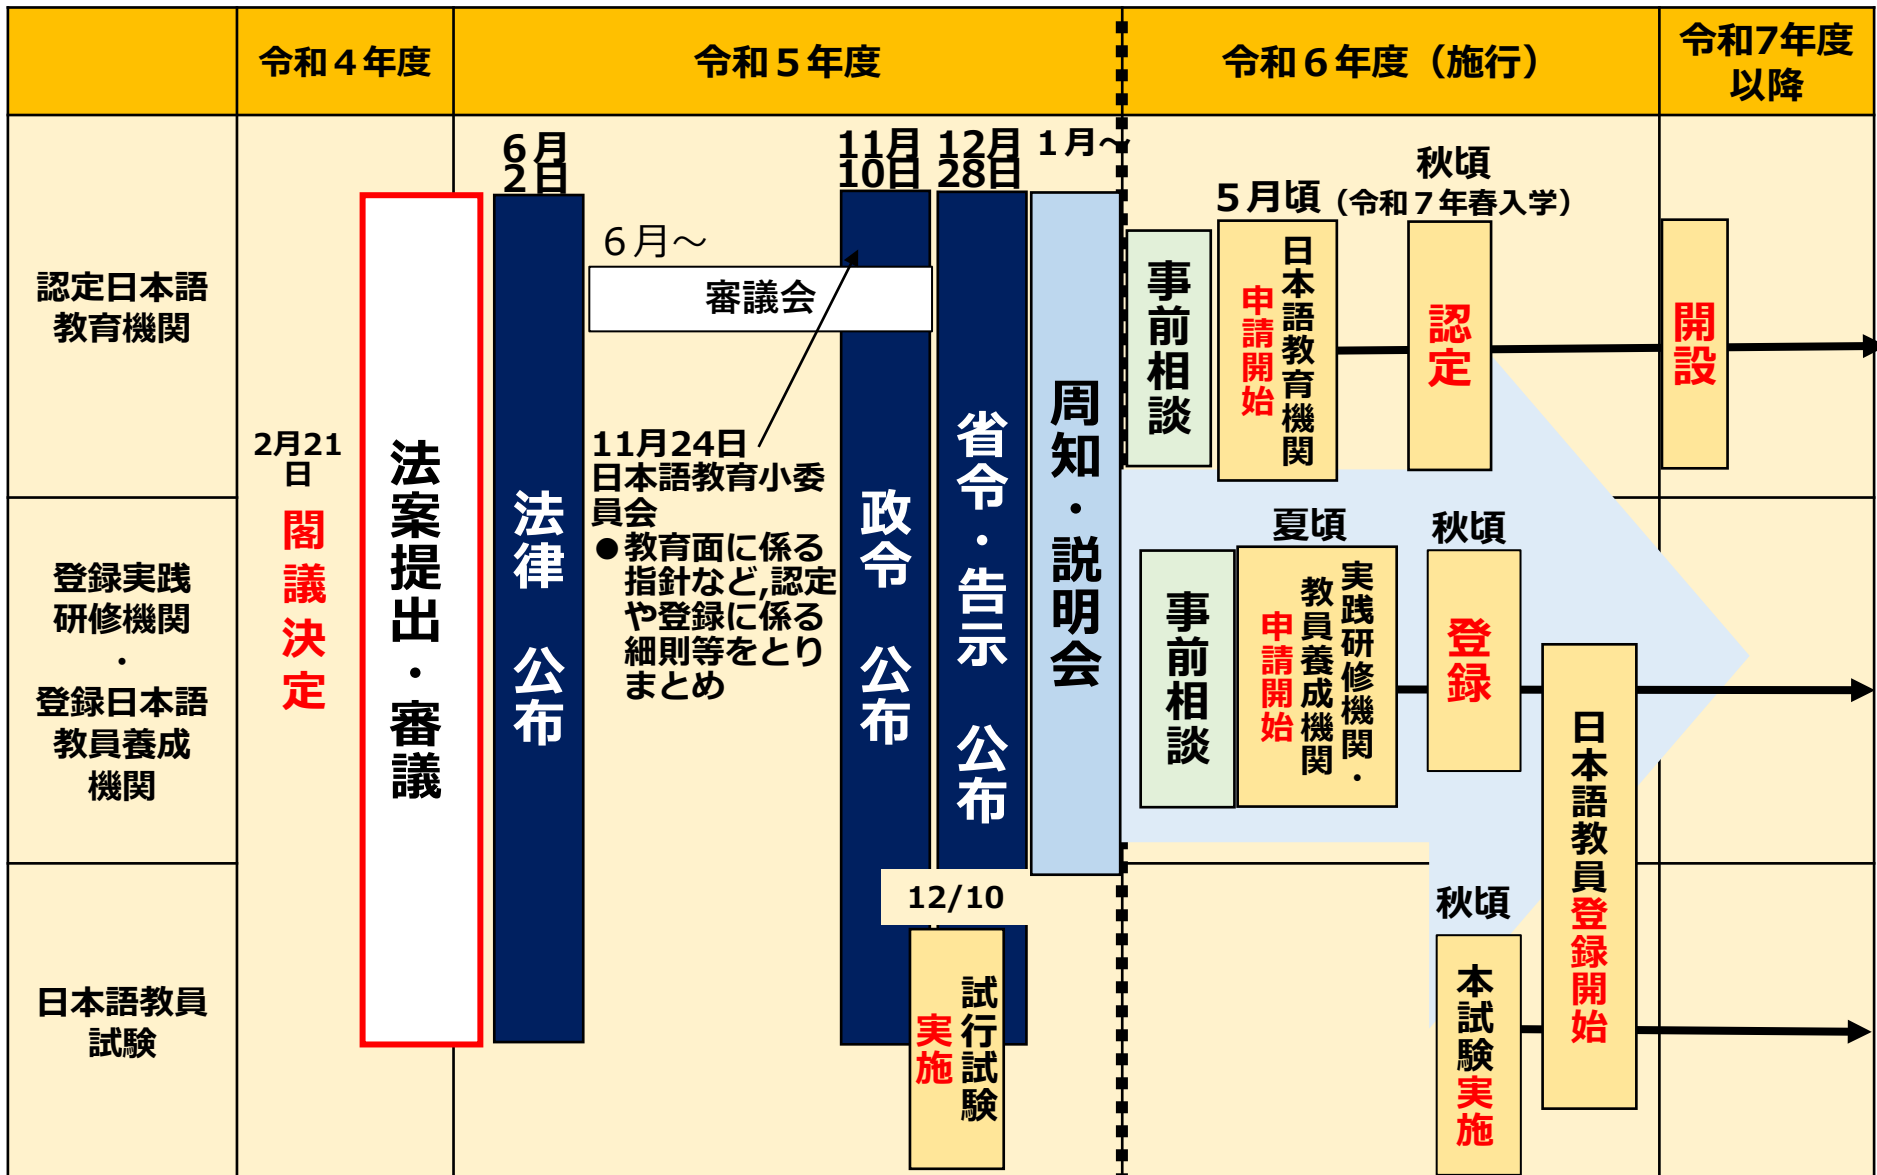 令和４年度
令和５年度
令和６年度（施行）
令和7年度
以降
認定日本語
教育機関
登録実践
研修機関
・
登録日本語
教員養成
機関
日本語教員
試験
2月21
日
閣議決定
法案提出・審議
６月
２日
法律　公布
６月～
審議会
11月24日
日本語教育小委
員会
●教育面に係る
指針など,認定
や登録に係る
細則等をとり
まとめ
11月
10日
政令　公布
12月
28日
省令・告示　公布
１月～
周知・説明会
12/10
試行試験
実施
事前相談
５月頃
日本語教育機関
申請開始
秋頃
（令和７年春入学）
認定
開設
事前相談
夏頃
実践研修機関・
教員養成機関
申請開始
秋頃
登録
日本語教員登録開始
秋頃
本試験実施